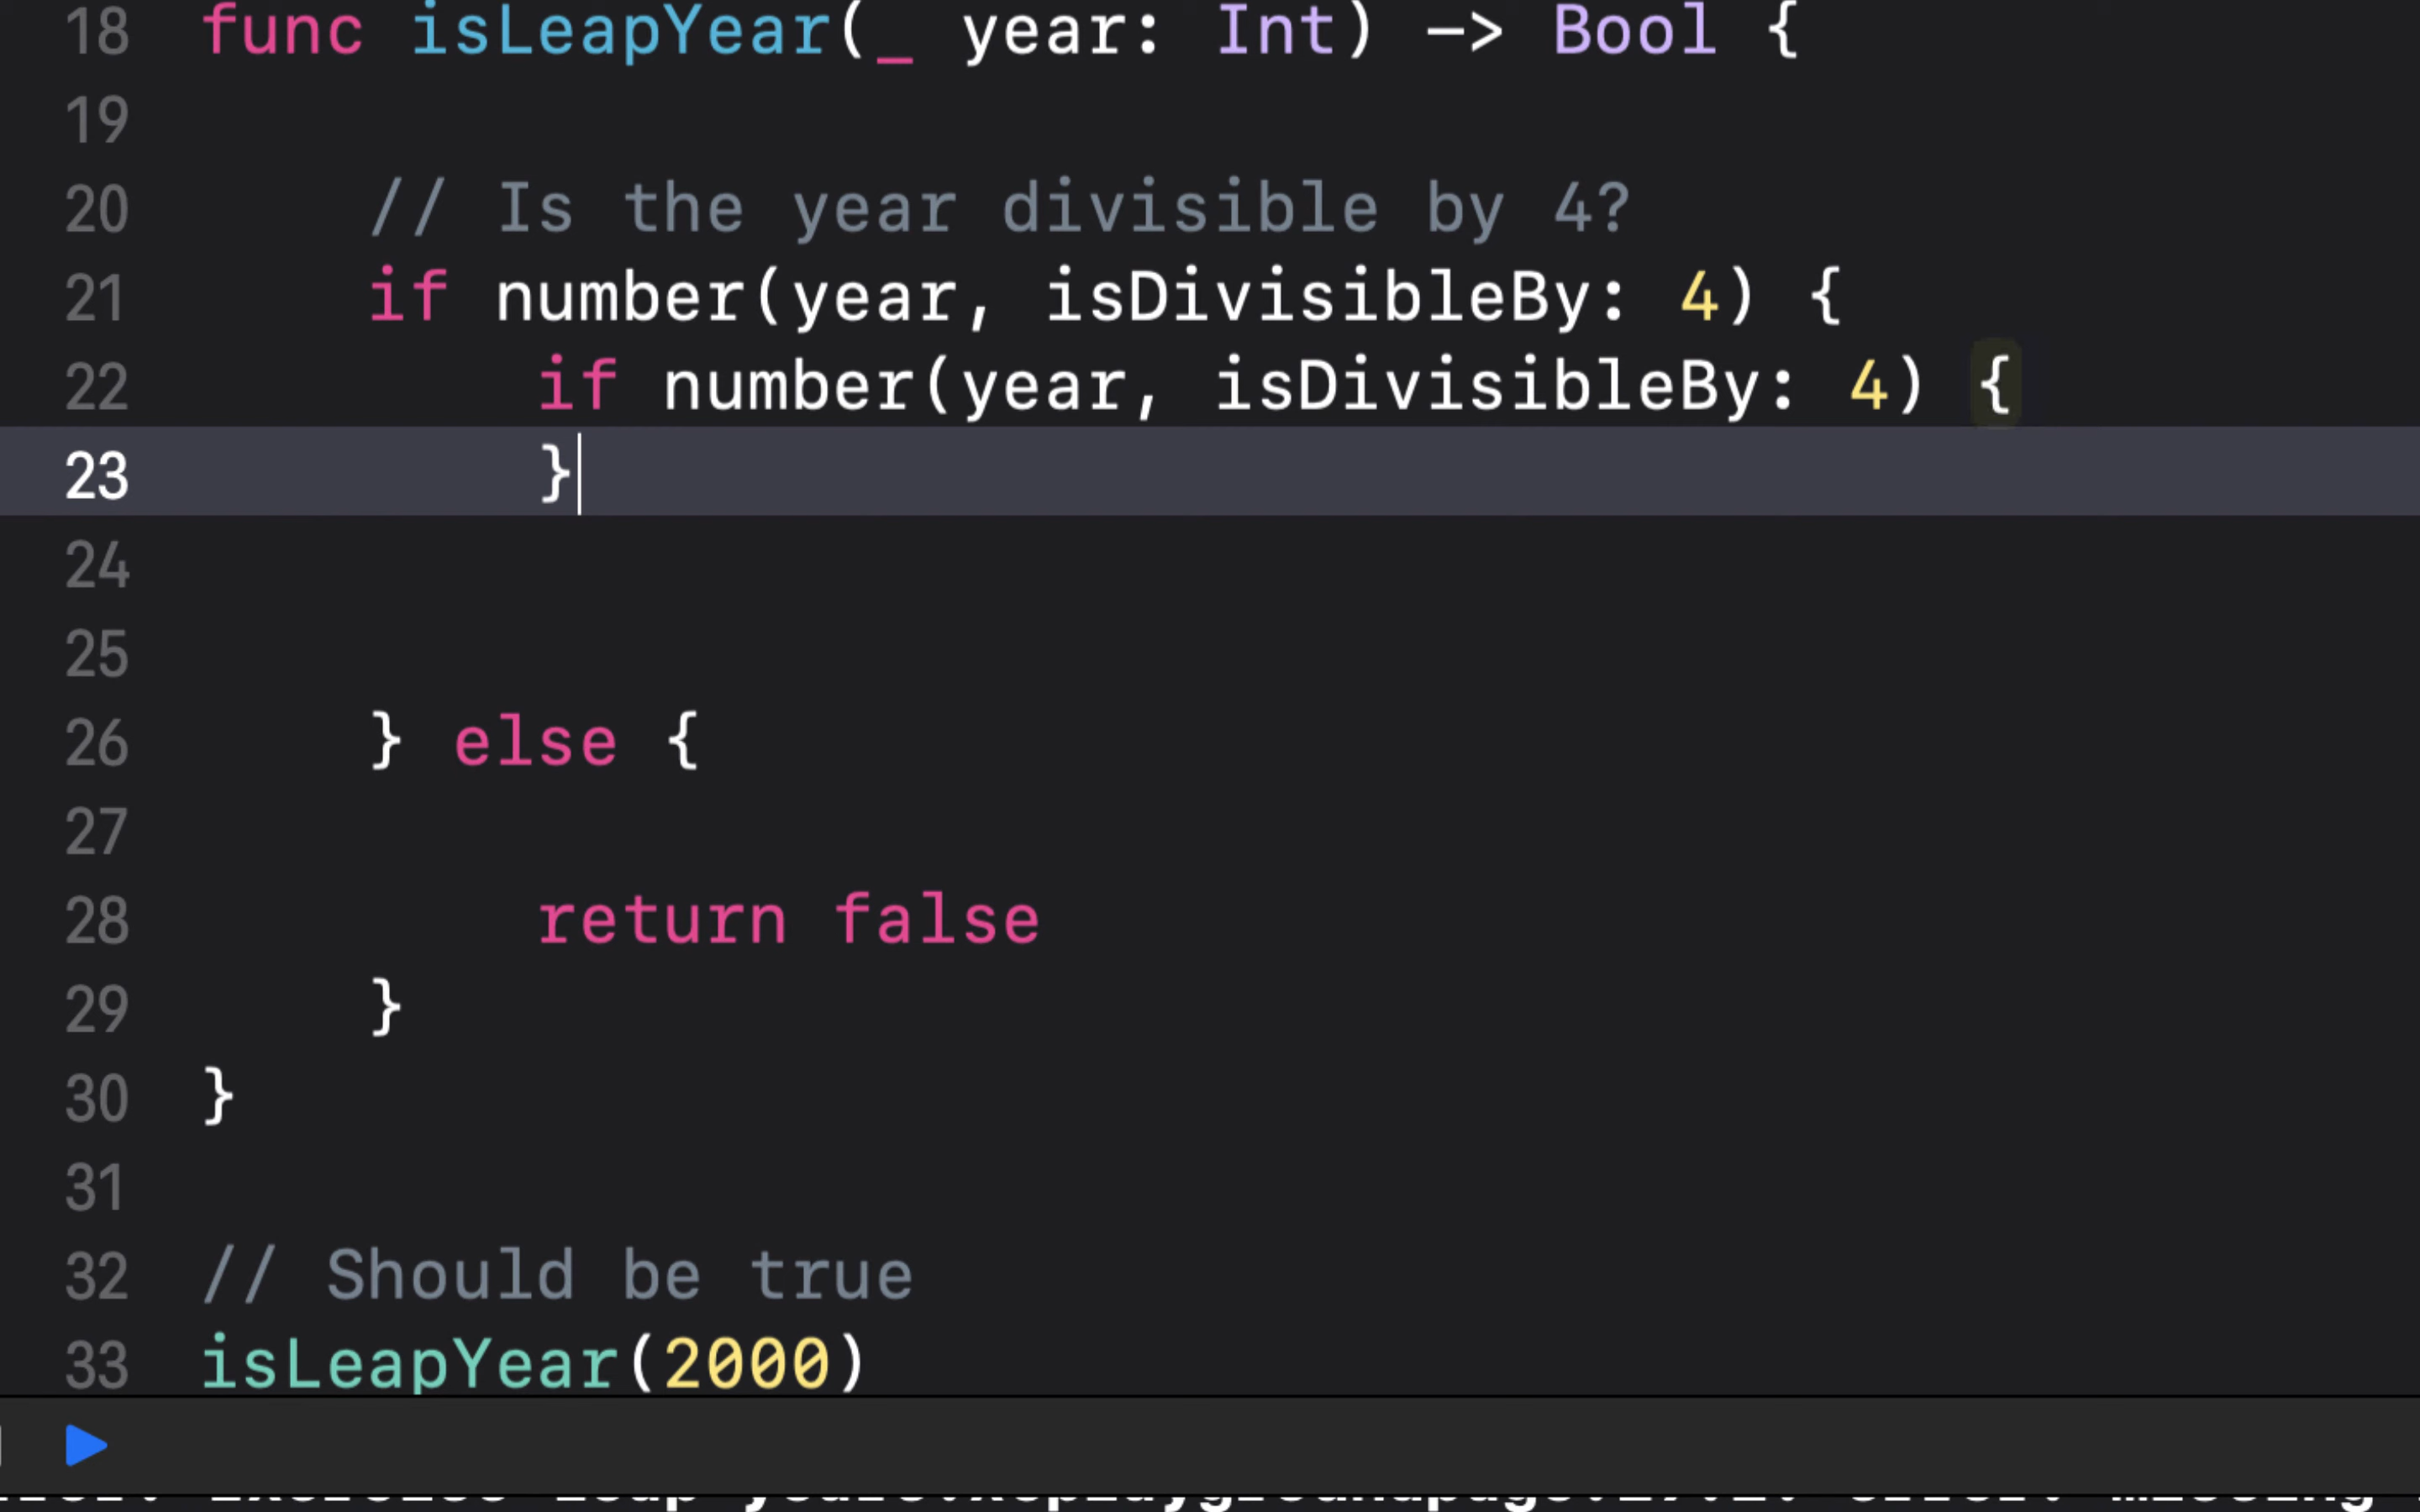 18 func isLeapYear(_ year: Int) -> Bool {
19
20 // Is the year divisible by 4?
21 if number(year, isDivisibleBy: 4) {
22 if number(year, isDivisibleBy: 4) {
23 }
24
25
26 } else {
27
28 return false
29 }
30 }
31
32 // Should be true
33 isLeapYear(2000)